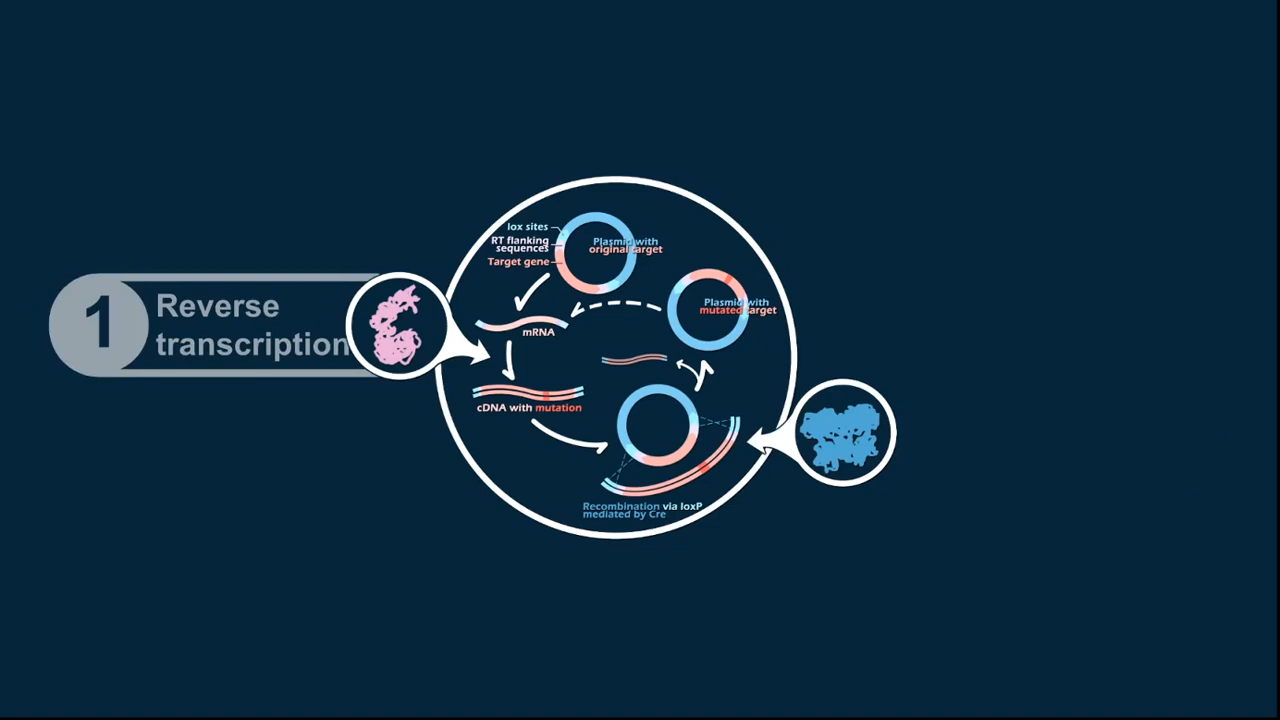 1
Reverse
transcription
lox sites
RT flanking
sequences
Target gene
Plasmid with
original target
Plasmid with
mutated target
mRNA
cDNA with mutation
Recombination via loxP
mediated by Cre